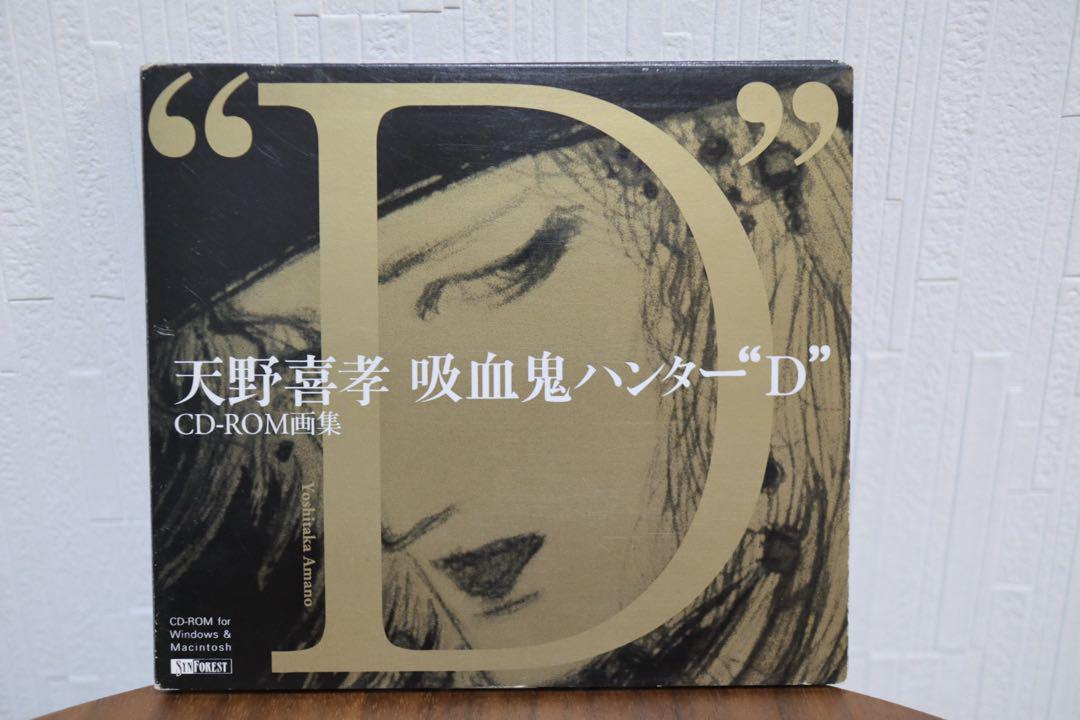 “D”
天野喜孝 吸血鬼ハンター“D”
CD-ROM画集
Yoshitaka Amano
CD-ROM for
Windows &
Macintosh
SYNFOREST